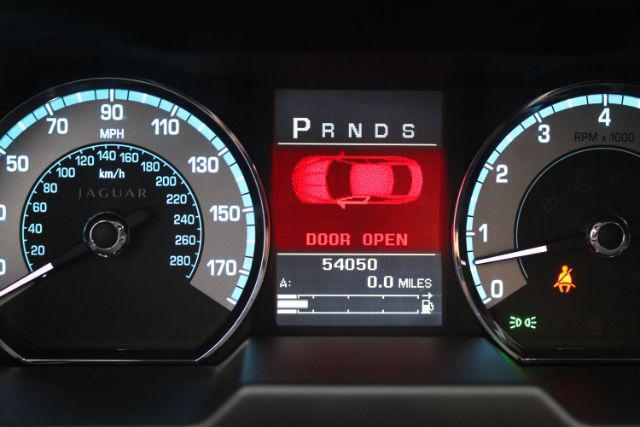 50 70 90 110 130 150 170
MPH
20 40 60 80 100 120 140 160 180 200 220 240 260 280
km/h
JAGUAR
P R N D S
DOOR OPEN
54050
A: 0.0 MILES
0 1 2 3 4
RPM x 1000